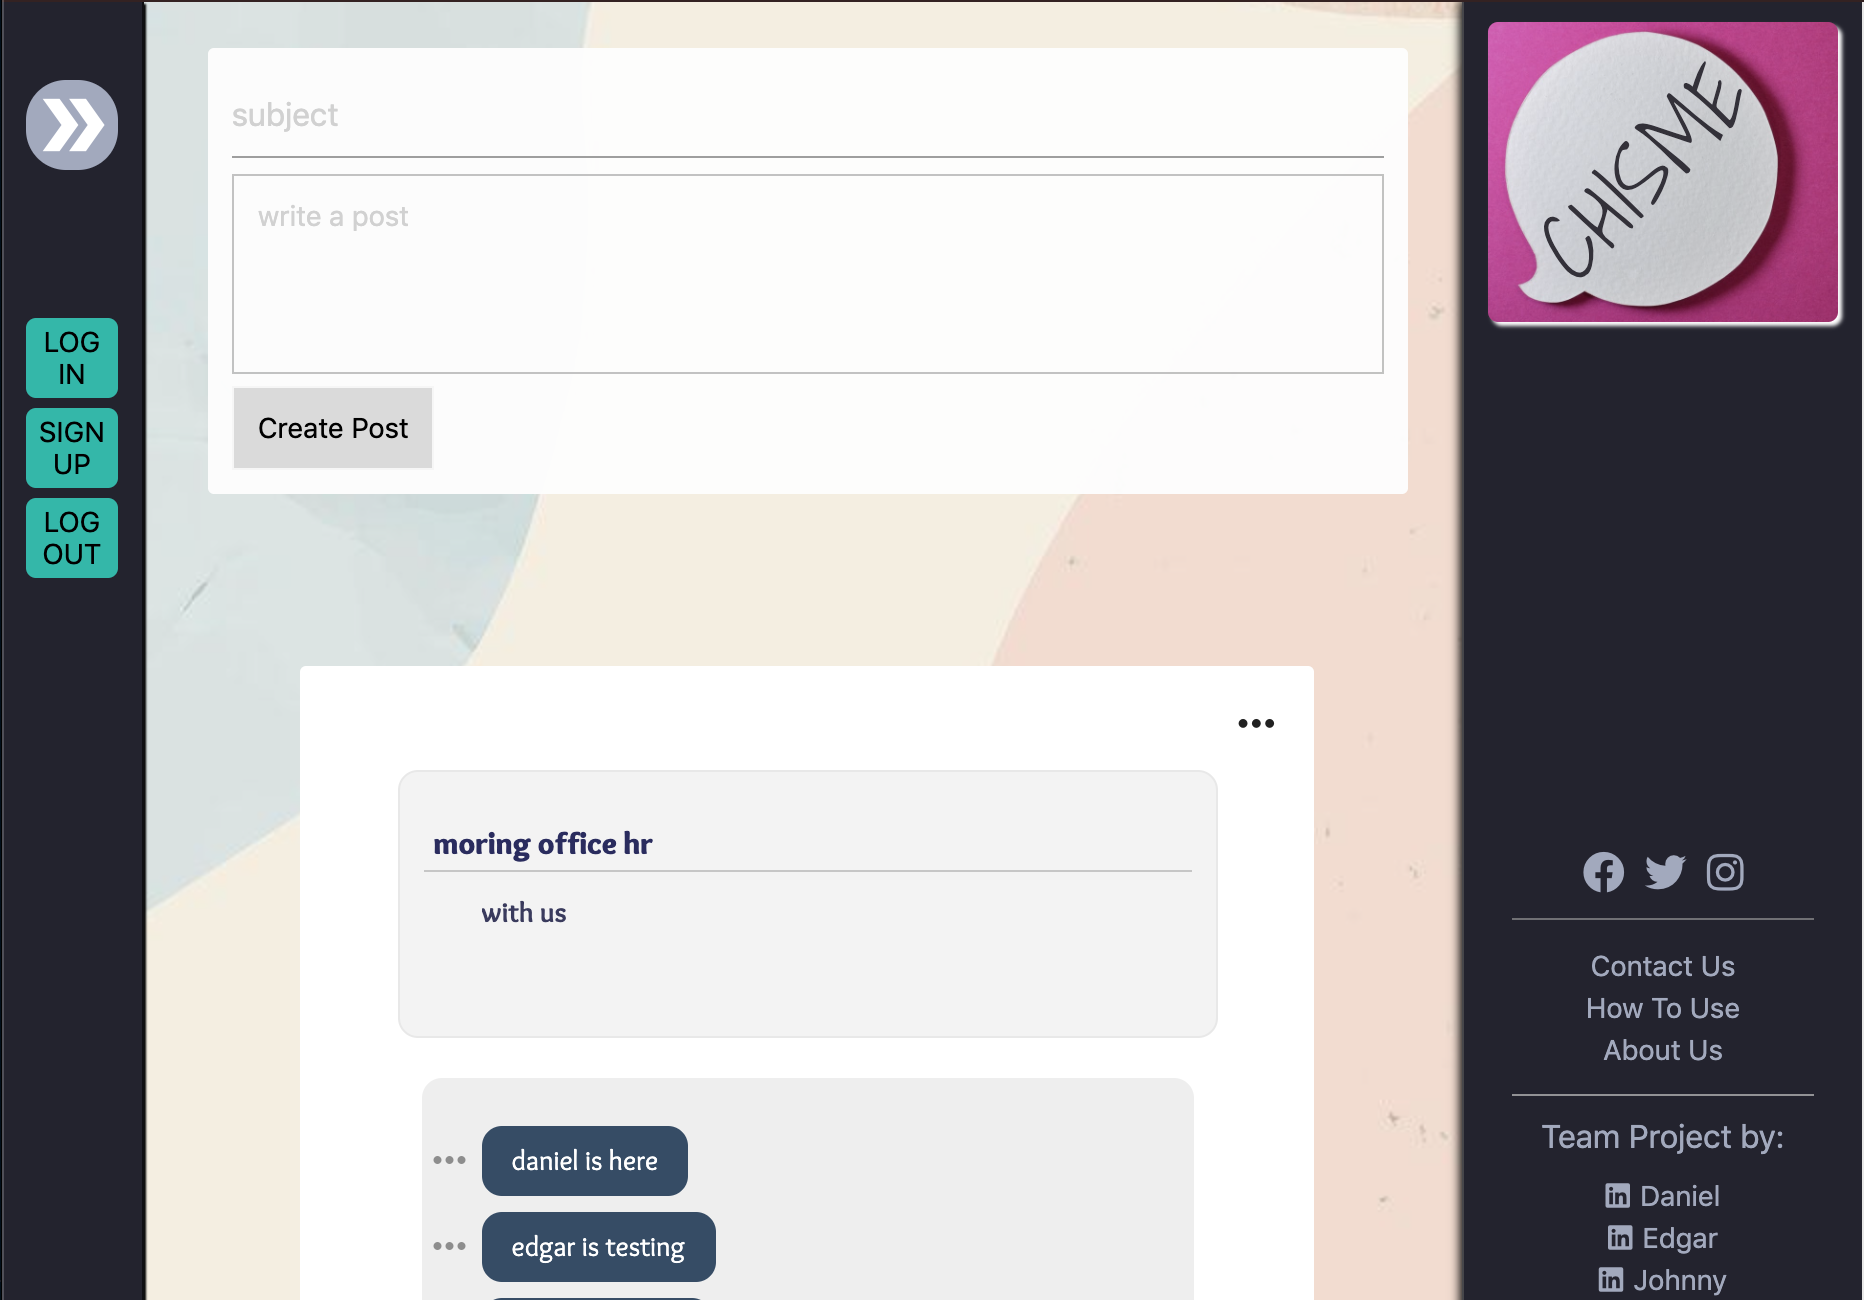 LOG
IN
SIGN
UP
LOG
OUT
subject
write a post
Create Post
moring office hr
with us
daniel is here
edgar is testing
CHISME
Contact Us
How To Use
About Us
Team Project by:
Daniel
Edgar
Johnny